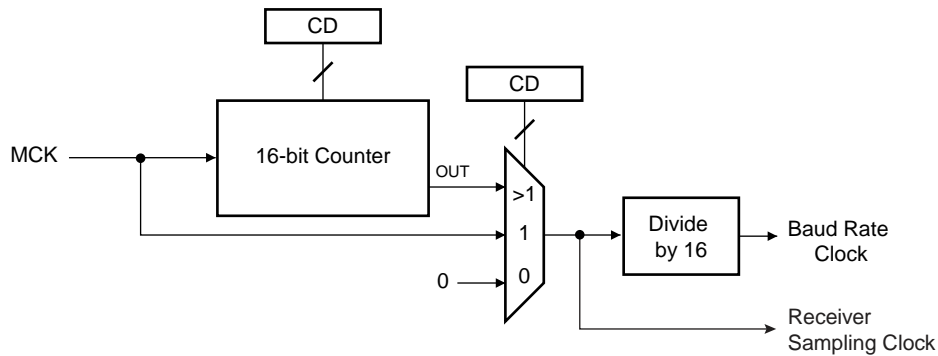 CD
CD
MCK
16-bit Counter
OUT
>1
1
0
0
Divide
by 16
Baud Rate
Clock
Receiver
Sampling Clock